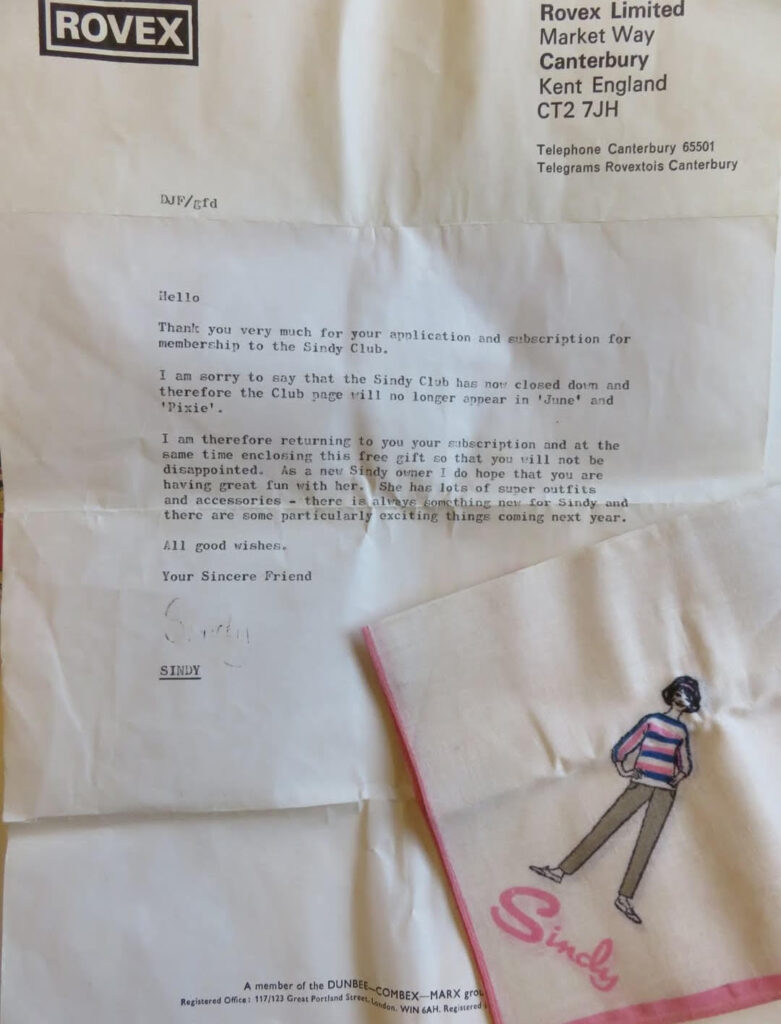 ROVEX
Rovex Limited
Market Way
Canterbury
Kent England
CT2 7JH
Telephone Canterbury 65501
Telegrams Rovextois Canterbury
DJF/gfd
Hello
Thank you very much for your application and subscription for
membership to the Sindy Club.
I am sorry to say that the Sindy Club has now closed down and
therefore the Club page will no longer appear in 'June' and
'Pixie'.
I am therefore returning to you your subscription and at the
same time enclosing this free gift so that you will not be
disappointed. As a new Sindy owner I do hope that you are
having great fun with her. She has lots of super outfits
and accessories - there is always something new for Sindy and
there are some particularly exciting things coming next year.
All good wishes.
Your Sincere Friend
Sindy
SINDY
Sindy
A member of the DUNBEE-COMBEX-MARX grou
Registered Office: 117/123 Great Portland Street, London, WIN 6AH. Registered